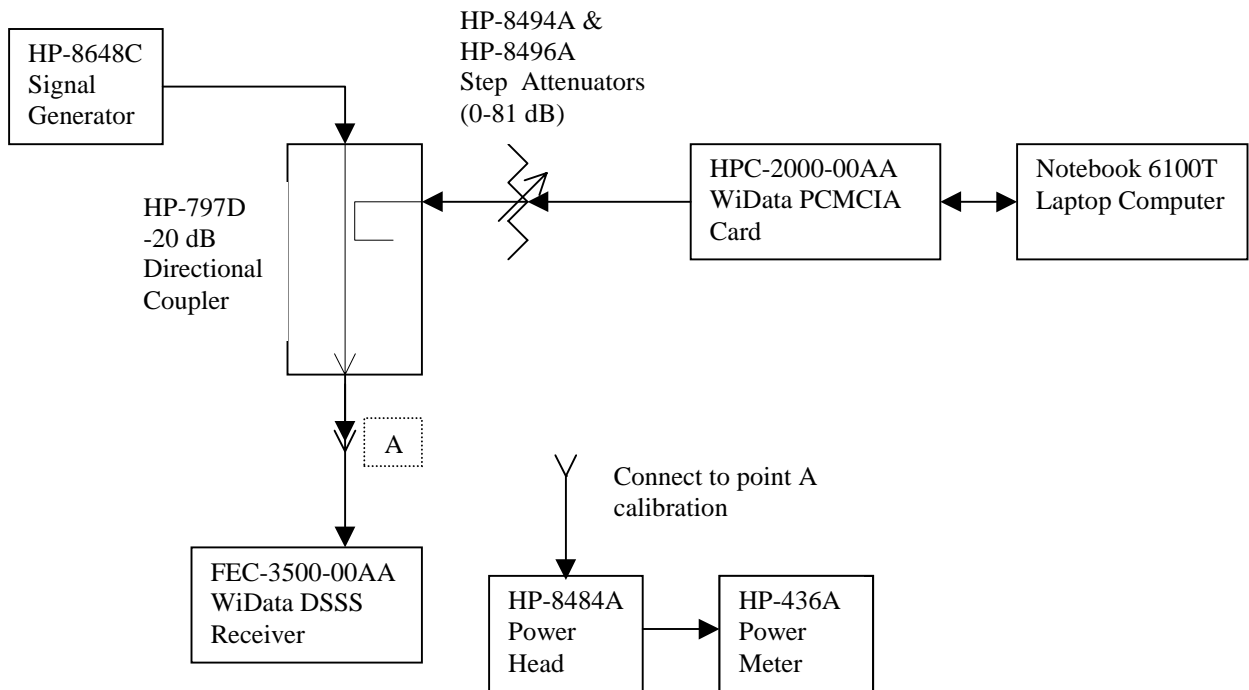 HP-8648C
Signal
Generator
HP-8494A &
HP-8496A
Step Attenuators
(0-81 dB)
HP-797D
-20 dB
Directional
Coupler
HPC-2000-00AA
WiData PCMCIA
Card
Notebook 6100T
Laptop Computer
A
Connect to point A
calibration
FEC-3500-00AA
WiData DSSS
Receiver
HP-8484A
Power
Head
HP-436A
Power
Meter